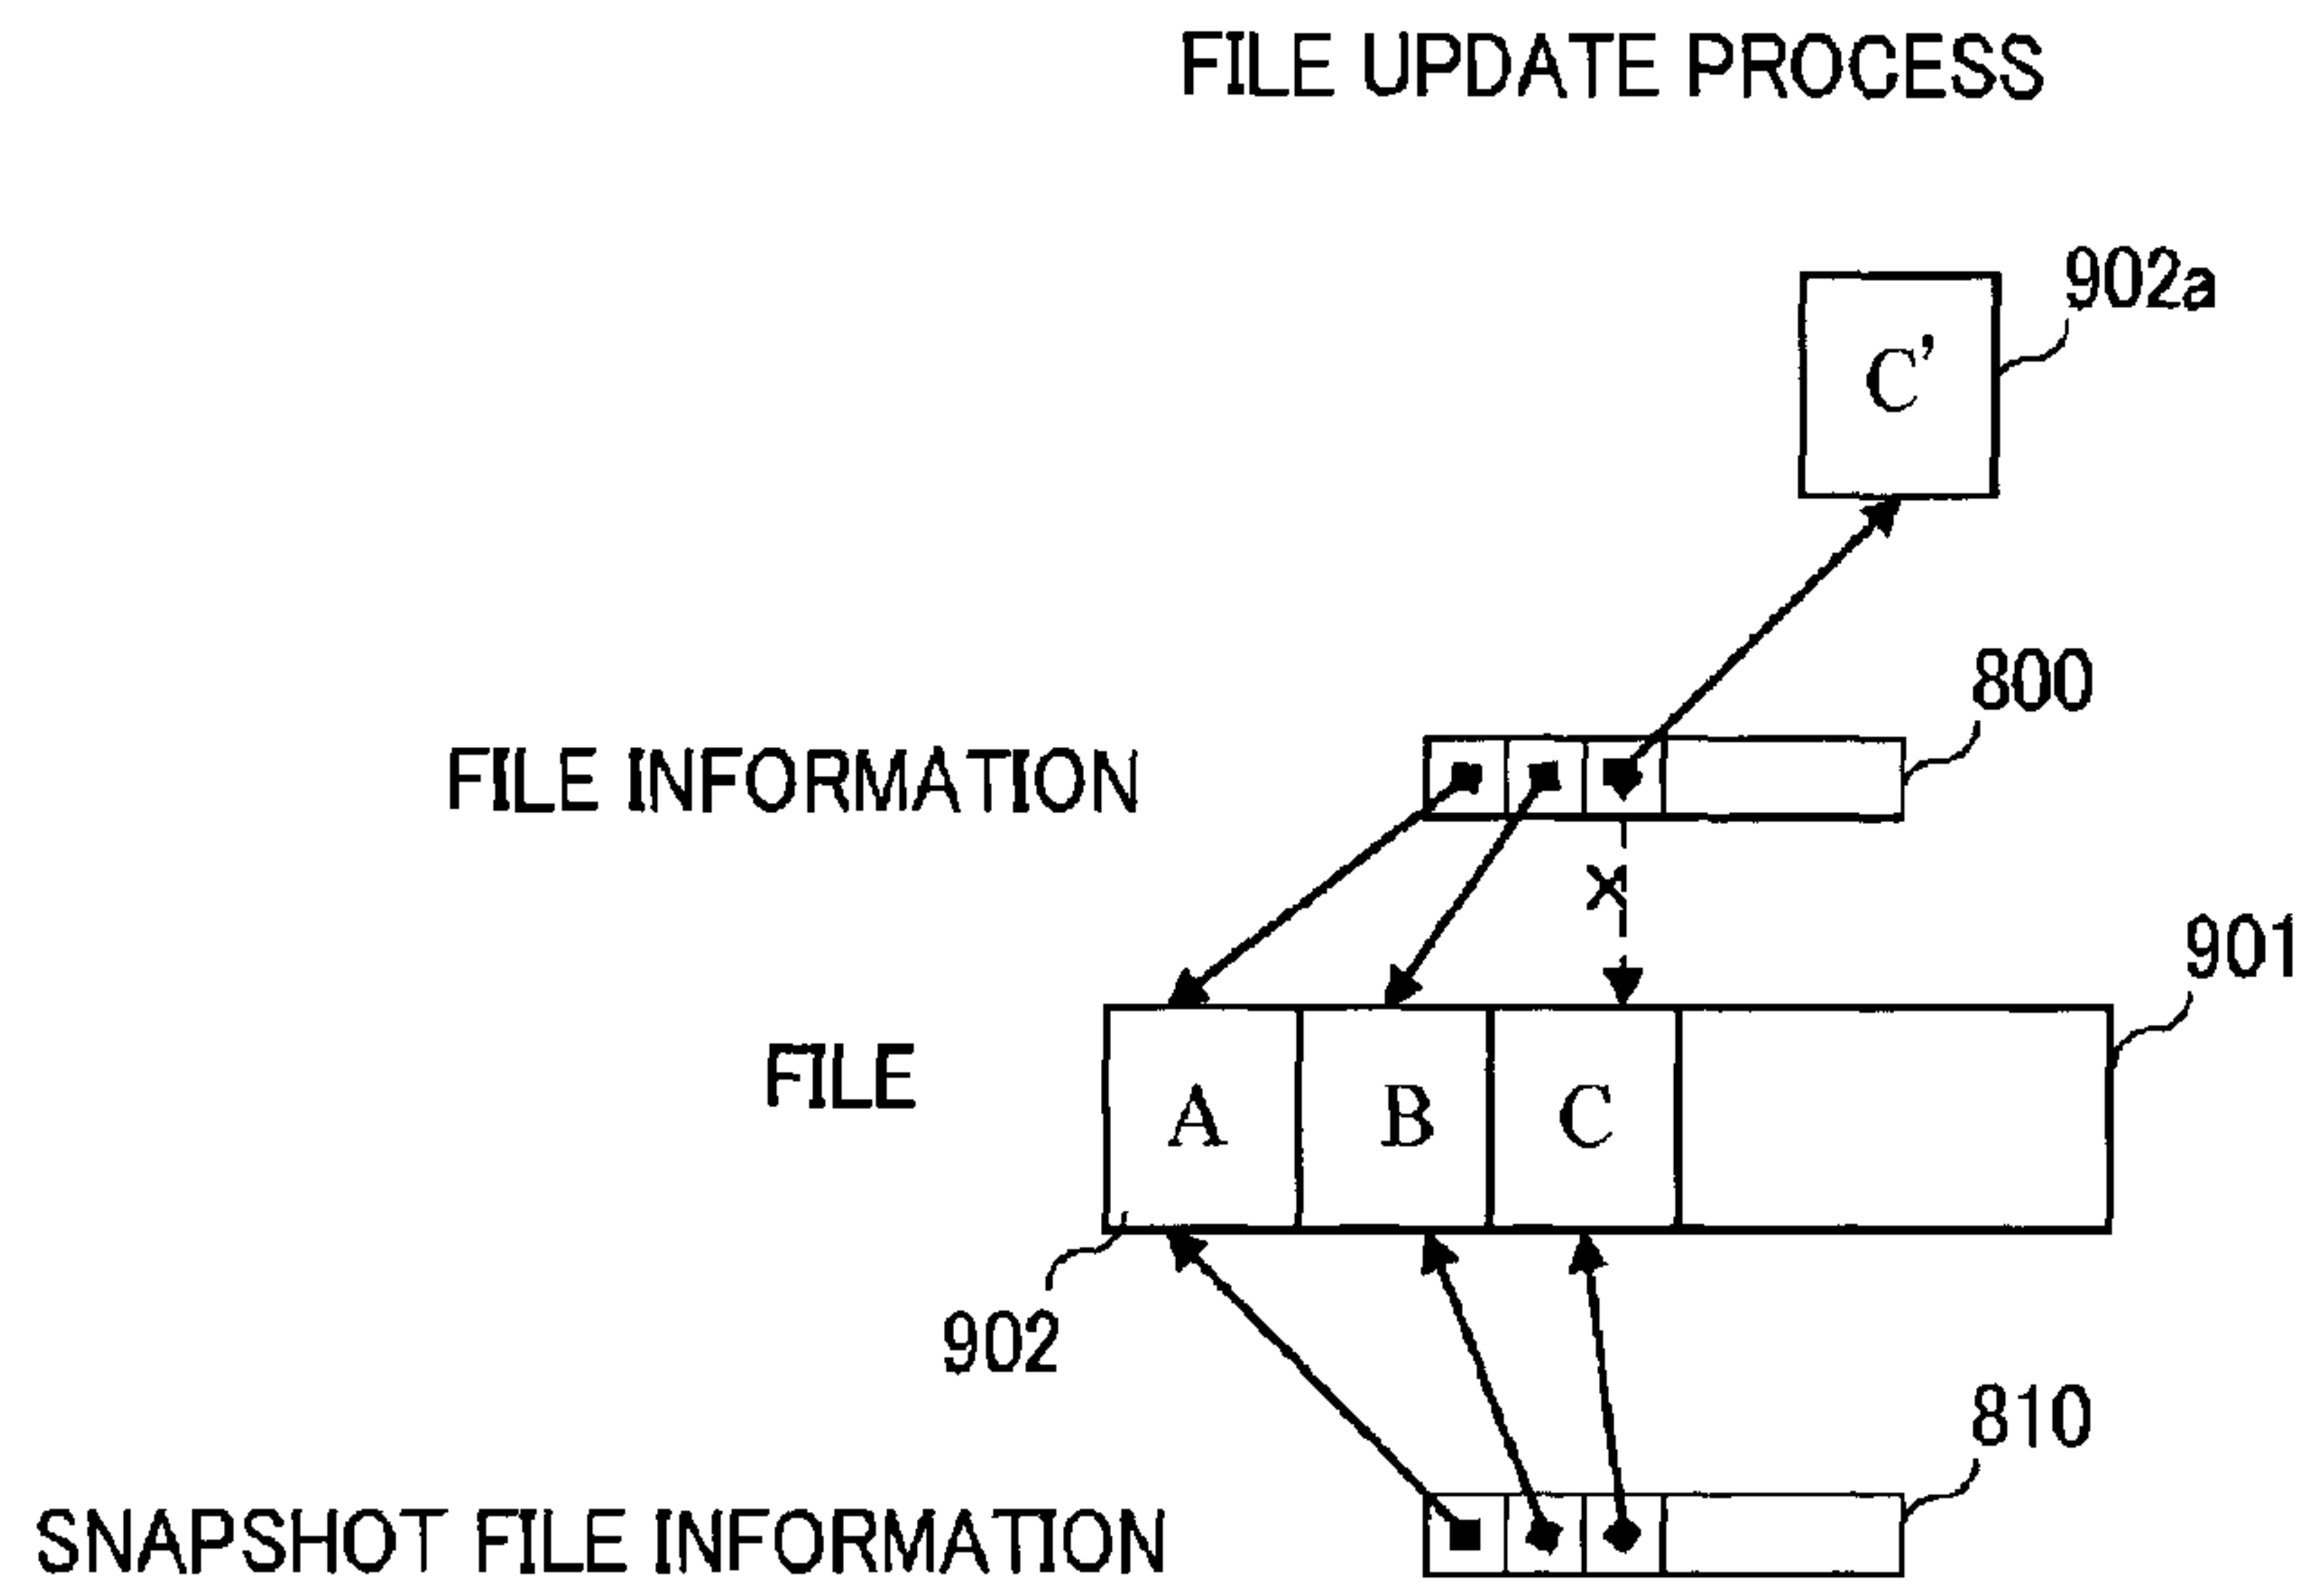 FILE UPDATE PROCESS
902a
C'
800
FILE INFORMATION
X
901
FILE
A B C
902
810
SNAPSHOT FILE INFORMATION